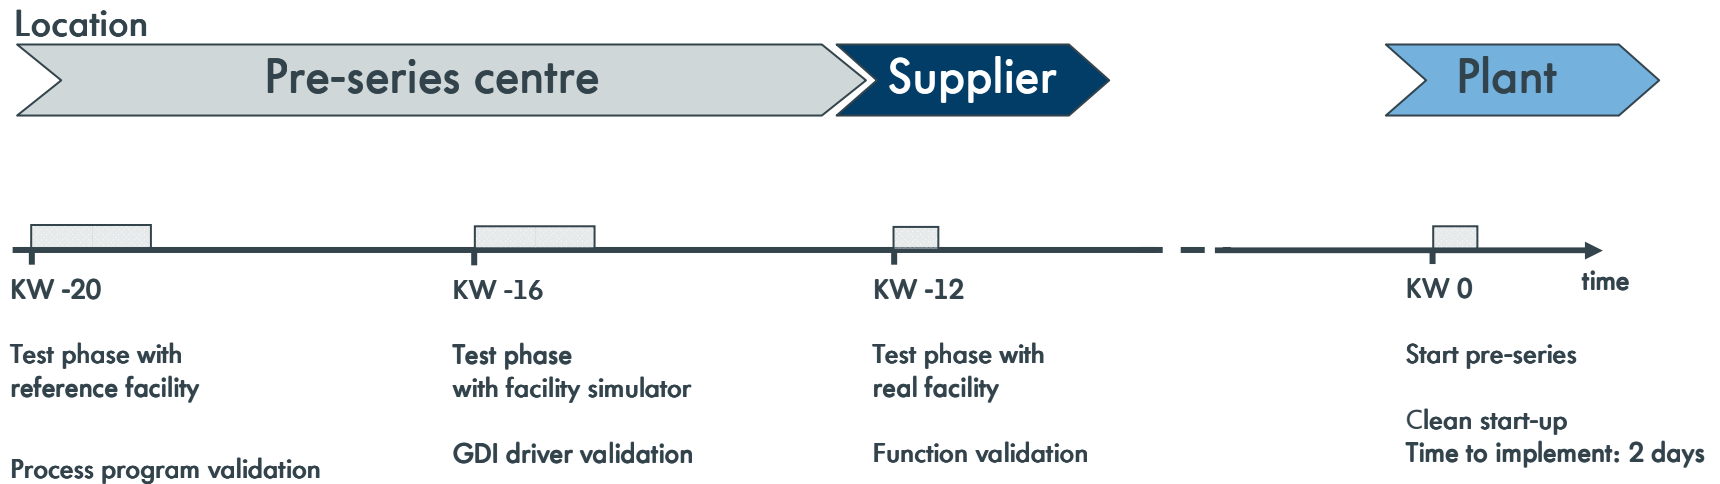 Location
Pre-series centre
Supplier
Plant
KW -20
KW -16
KW -12
KW 0
time
Test phase with
reference facility
Process program validation
Test phase
with facility simulator
GDI driver validation
Test phase with
real facility
Function validation
Start pre-series
Clean start-up
Time to implement: 2 days